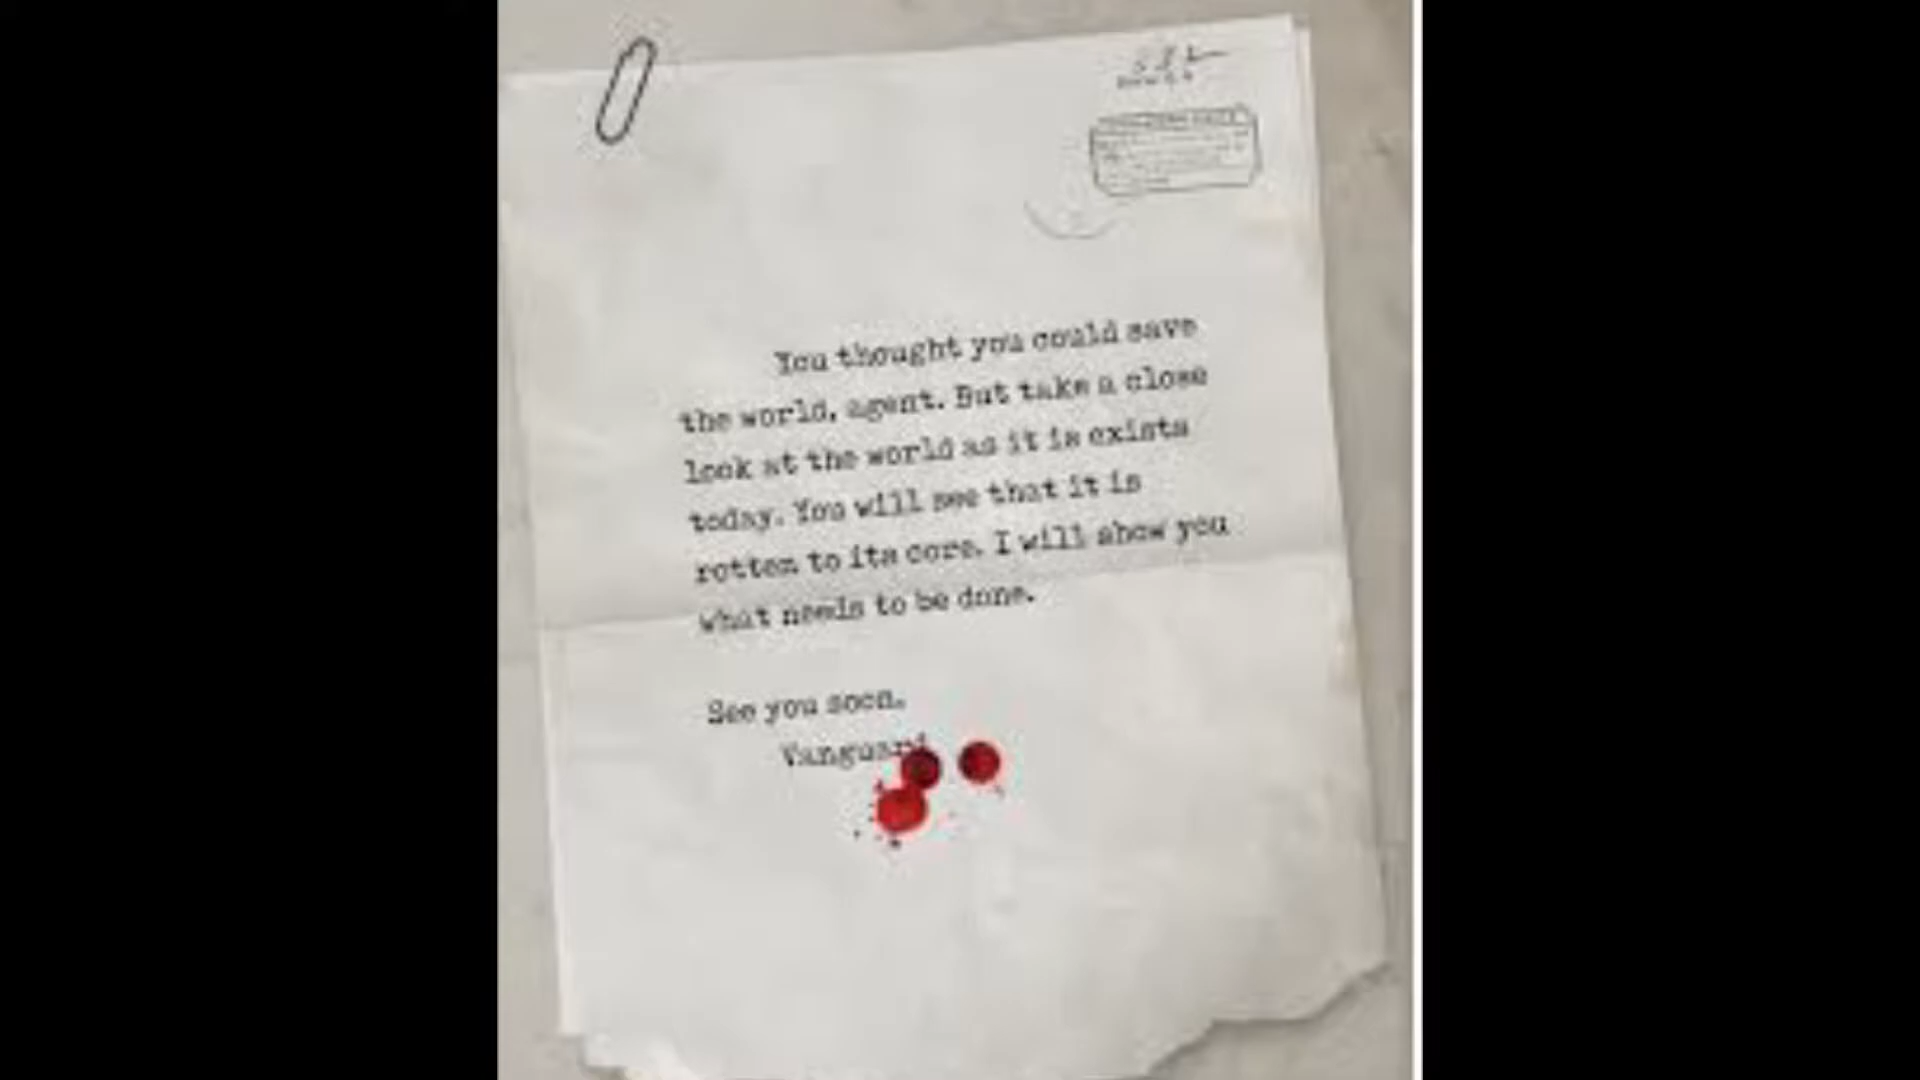 You thought you could save
the world, agent. But take a close
look at the world as it is exists
today. You will see that it is
rotten to its core. I will show you
what needs to be done.
See you soon.
Vanguard